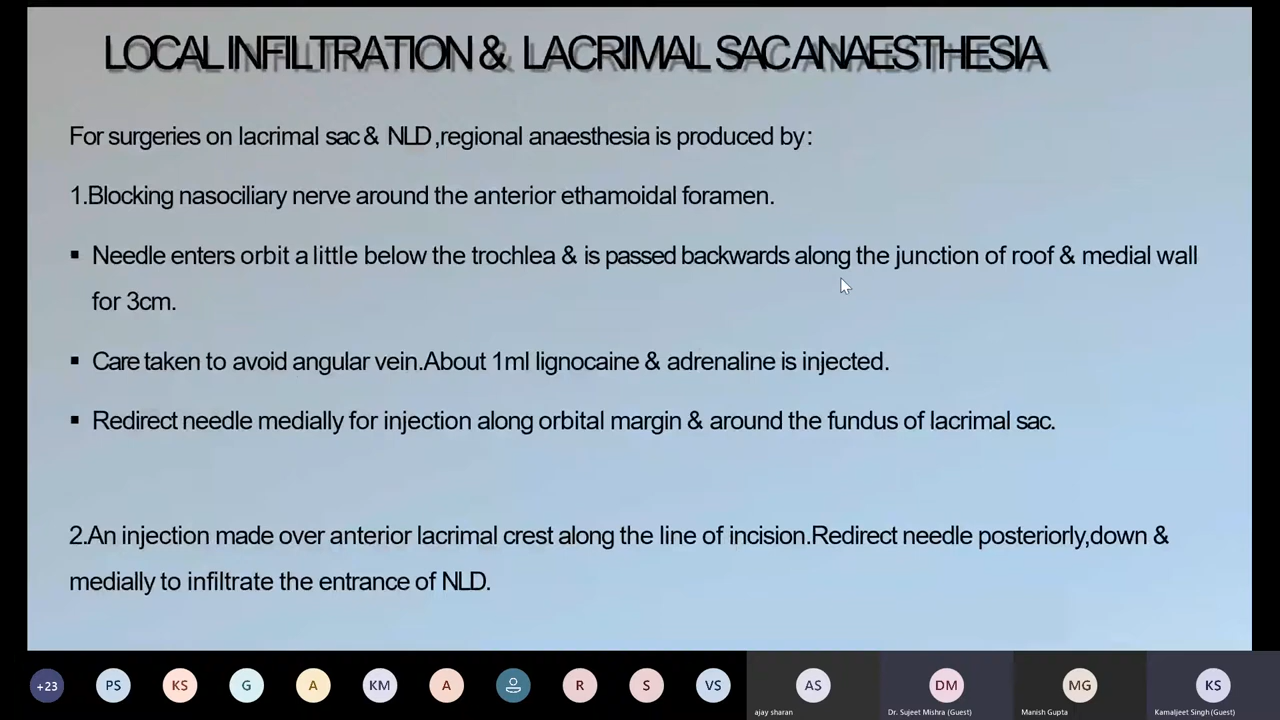 LOCAL INFILTRATION & LACRIMAL SAC ANAESTHESIA
For surgeries on lacrimal sac & NLD ,regional anaesthesia is produced by:
1.Blocking nasociliary nerve around the anterior ethamoidal foramen.
▪ Needle enters orbit a little below the trochlea & is passed backwards along the junction of roof & medial wall
for 3cm.
▪ Care taken to avoid angular vein.About 1ml lignocaine & adrenaline is injected.
▪ Redirect needle medially for injection along orbital margin & around the fundus of lacrimal sac.
2.An injection made over anterior lacrimal crest along the line of incision.Redirect needle posteriorly,down &
medially to infiltrate the entrance of NLD.
+23 PS KS G A KM A R S VS AS DM MG KS
ajay sharan Dr. Sujeet Mishra (Guest) Manish Gupta Kamaljeet Singh (Guest)